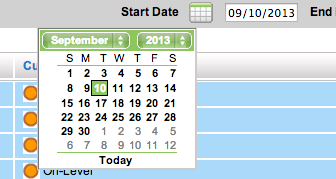 Start Date 09/10/2013 End
September 2013
Cu
S M T W T F S
1 2 3 4 5 6 7
8 9 10 11 12 13 14
15 16 17 18 19 20 21
22 23 24 25 26 27 28
29 30 1 2 3 4 5
6 7 8 9 10 11 12
Today
On-Level